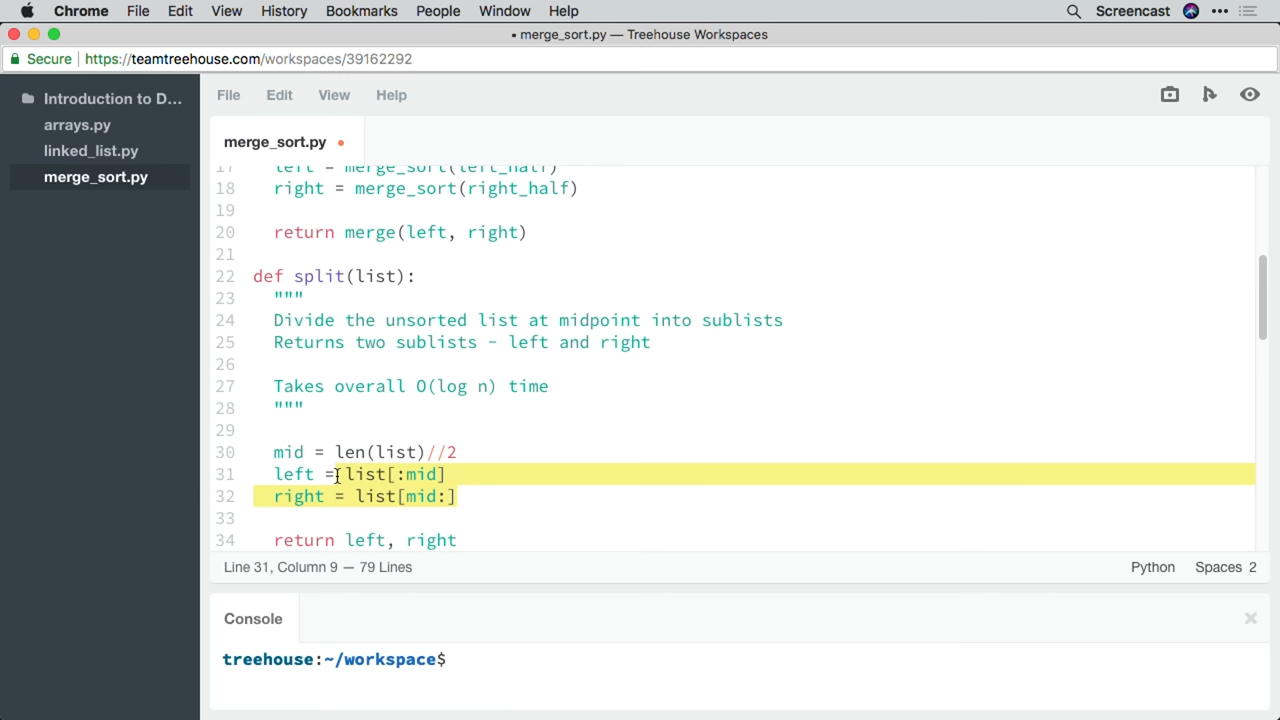 Chrome File Edit View History Bookmarks People Window Help Screencast
• merge_sort.py — Treehouse Workspaces
Secure https://teamtreehouse.com/workspaces/39162292
Introduction to D...
arrays.py
linked_list.py
merge_sort.py
File Edit View Help
merge_sort.py
17 left = merge_sort(left_half)
18 right = merge_sort(right_half)
19
20 return merge(left, right)
21
22 def split(list):
23 """
24 Divide the unsorted list at midpoint into sublists
25 Returns two sublists - left and right
26
27 Takes overall O(log n) time
28 """
29
30 mid = len(list)//2
31 left = list[:mid]
32 right = list[mid:]
33
34 return left, right
Line 31, Column 9 — 79 Lines Python Spaces 2
Console
treehouse:~/workspace$